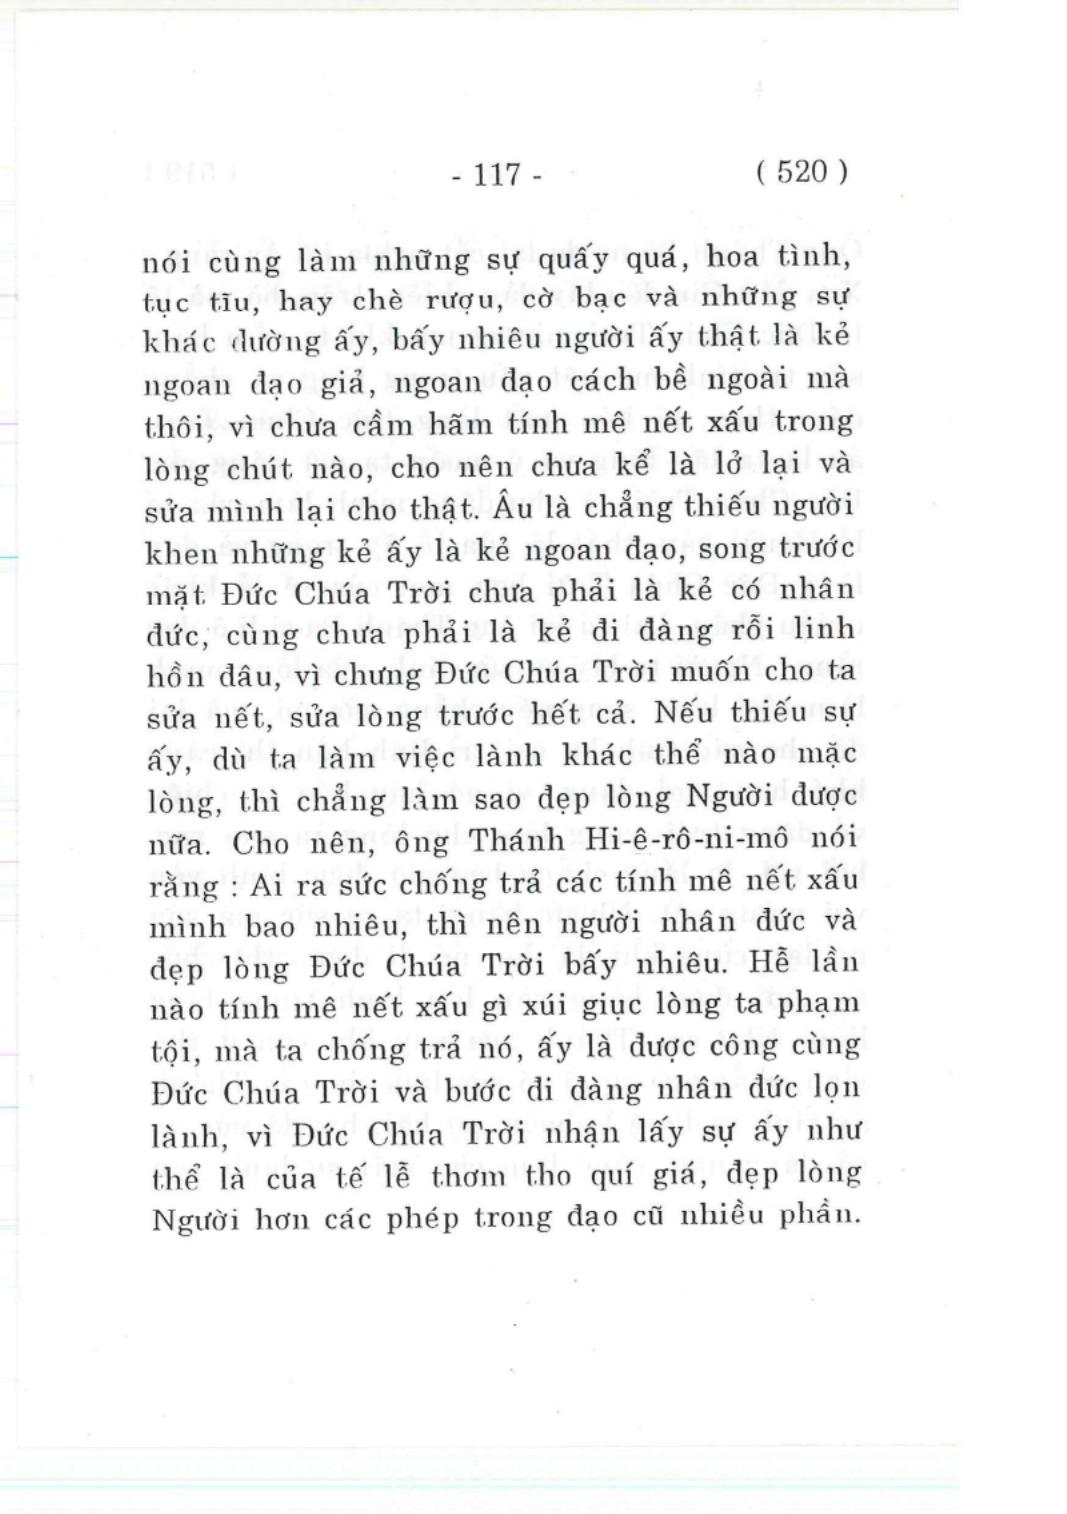 - 117 - ( 520 )
nói cùng làm những sự quấy quá, hoa tình,
tục tĩu, hay chè rượu, cờ bạc và những sự
khác dường ấy, bấy nhiêu người ấy thật là kẻ
ngoan đạo giả, ngoan đạo cách bề ngoài mà
thôi, vì chưa cầm hãm tính mê nết xấu trong
lòng chút nào, cho nên chưa kể là lở lại và
sửa mình lại cho thật. Âu là chẳng thiếu người
khen những kẻ ấy là kẻ ngoan đạo, song trước
mặt Đức Chúa Trời chưa phải là kẻ có nhân
đức, cùng chưa phải là kẻ đi đàng rỗi linh
hồn đâu, vì chưng Đức Chúa Trời muốn cho ta
sửa nết, sửa lòng trước hết cả. Nếu thiếu sự
ấy, dù ta làm việc lành khác thể nào mặc
lòng, thì chẳng làm sao đẹp lòng Người được
nữa. Cho nên, ông Thánh Hi-ê-rô-ni-mô nói
rằng : Ai ra sức chống trả các tính mê nết xấu
mình bao nhiêu, thì nên người nhân đức và
đẹp lòng Đức Chúa Trời bấy nhiêu. Hễ lần
nào tính mê nết xấu gì xúi giục lòng ta phạm
tội, mà ta chống trả nó, ấy là được công cùng
Đức Chúa Trời và bước đi đàng nhân đức lọn
lành, vì Đức Chúa Trời nhận lấy sự ấy như
thể là của tế lễ thơm tho quí giá, đẹp lòng
Người hơn các phép trong đạo cũ nhiều phần.